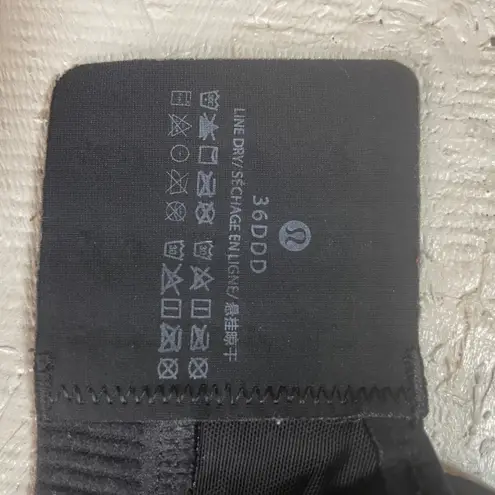 36DDD
LINE DRY/ SÉCHAGE EN LIGNE/ 悬挂晾干